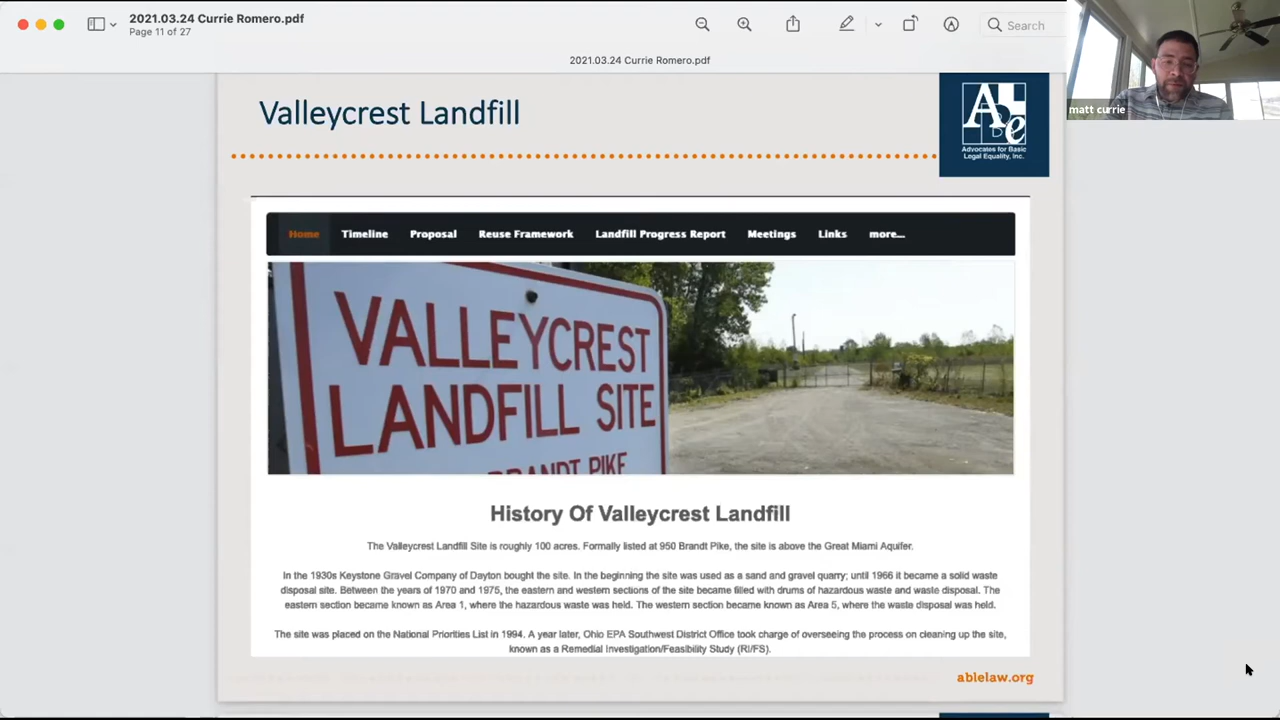 2021.03.24 Currie Romero.pdf
Page 11 of 27
Search
2021.03.24 Currie Romero.pdf
matt currie
Valleycrest Landfill
Advocates for Basic
Legal Equality, Inc.
Home Timeline Proposal Reuse Framework Landfill Progress Report Meetings Links more...
VALLEYCREST
LANDFILL SITE
BRANDT PIKE
History Of Valleycrest Landfill
The Valleycrest Landfill Site is roughly 100 acres. Formally listed at 950 Brandt Pike, the site is above the Great Miami Aquifer.
In the 1930s Keystone Gravel Company of Dayton bought the site. In the beginning the site was used as a sand and gravel quarry; until 1966 it became a solid waste
disposal site. Between the years of 1970 and 1975, the eastern and western sections of the site became filled with drums of hazardous waste and waste disposal. The
eastern section became known as Area 1, where the hazardous waste was held. The western section became known as Area 5, where the waste disposal was held.
The site was placed on the National Priorities List in 1994. A year later, Ohio EPA Southwest District Office took charge of overseeing the process on cleaning up the site,
known as a Remedial Investigation/Feasibility Study (RI/FS).
ablelaw.org